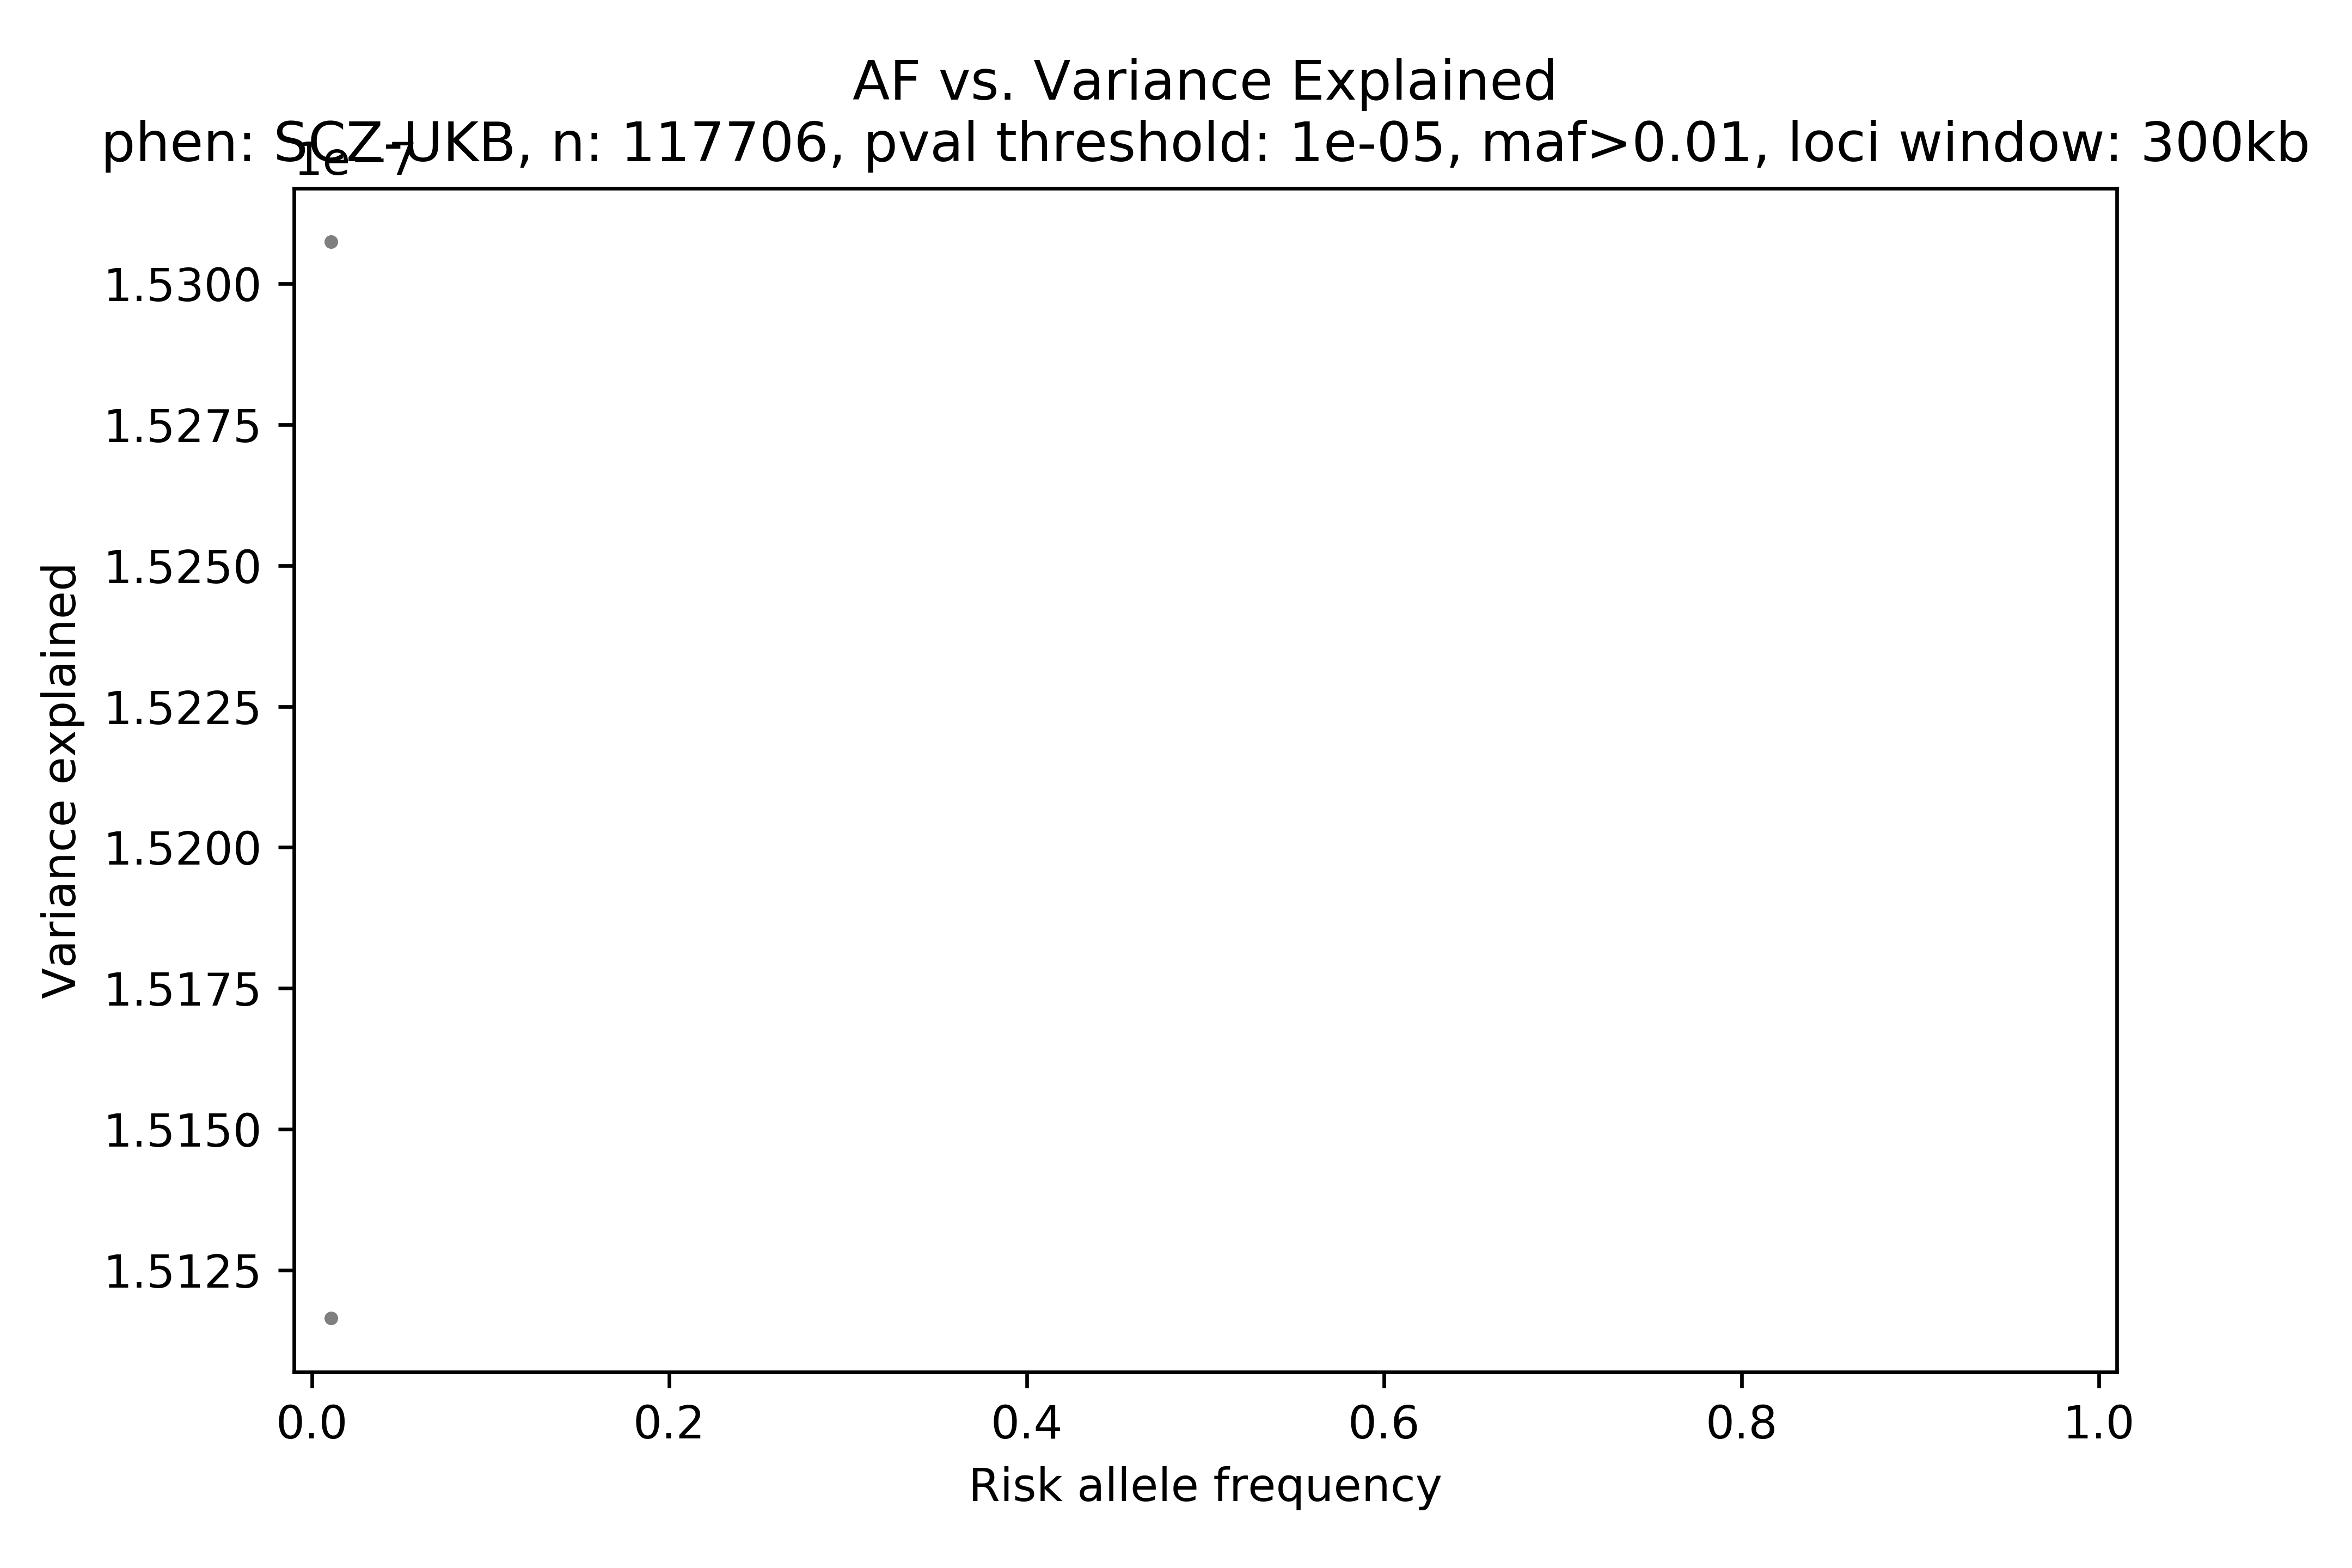 AF vs. Variance Explained
phen: SCZ-UKB, n: 117706, pval threshold: 1e-05, maf>0.01, loci window: 300kb
1e−7
1.5300
1.5275
1.5250
1.5225
1.5200
1.5175
1.5150
1.5125
Variance explained
0.0 0.2 0.4 0.6 0.8 1.0
Risk allele frequency